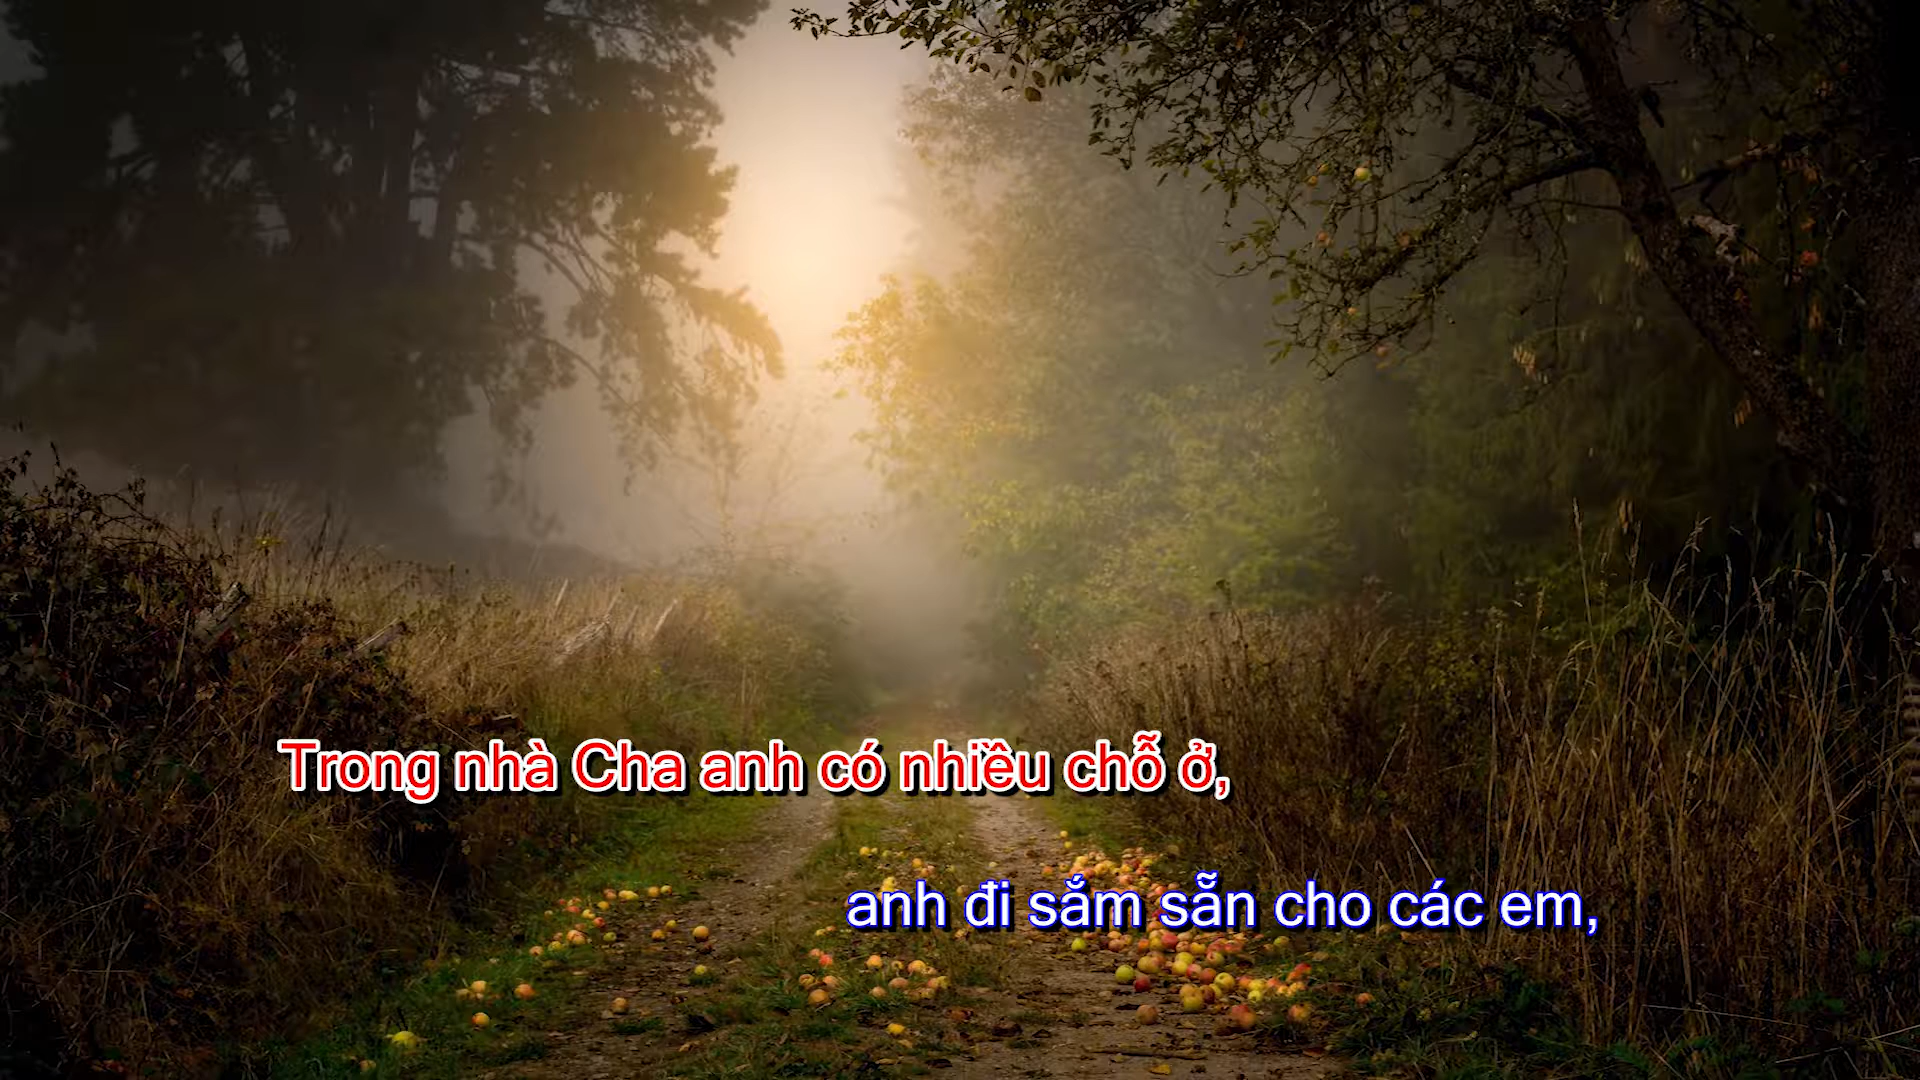 Trong nhà Cha anh có nhiều chỗ ở,
anh đi sắm sẵn cho các em,